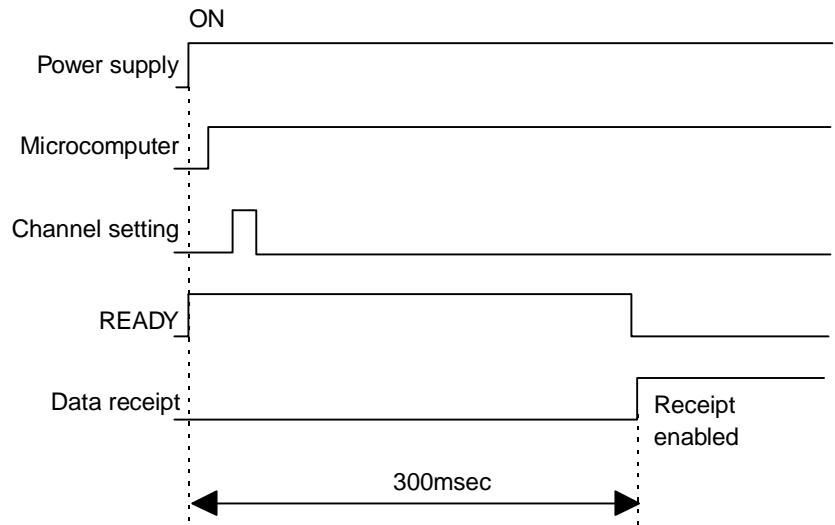 ON
Power supply
Microcomputer
Channel setting
READY
Data receipt
Receipt
enabled
300msec